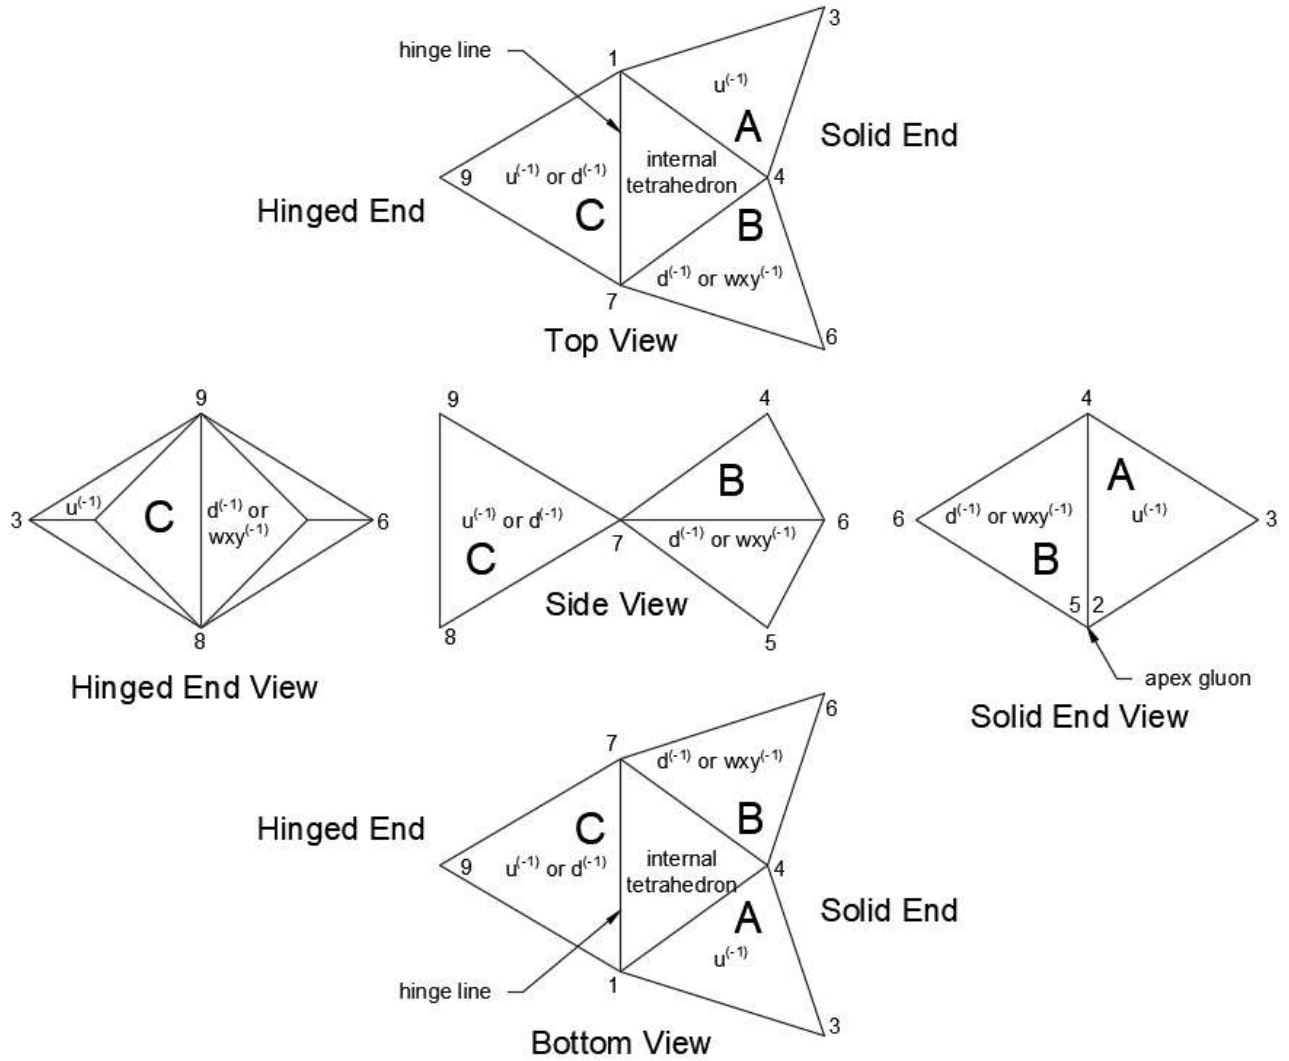 3
hinge line
1
u(-1)
A
Solid End
internal
tetrahedron
4
9
u(-1) or d(-1)
C
B
Hinged End
d(-1) or wxy(-1)
7
6
Top View
9
u(-1)
C
d(-1) or
wxy(-1)
3
6
8
Hinged End View
9
4
B
u(-1) or d(-1)
C
7
d(-1) or wxy(-1)
6
8
5
Side View
4
A
d(-1) or wxy(-1)
u(-1)
6
3
B
5
2
apex gluon
Solid End View
7
6
d(-1) or wxy(-1)
B
Hinged End
C
9
u(-1) or d(-1)
internal
tetrahedron
4
A
Solid End
u(-1)
hinge line
1
3
Bottom View